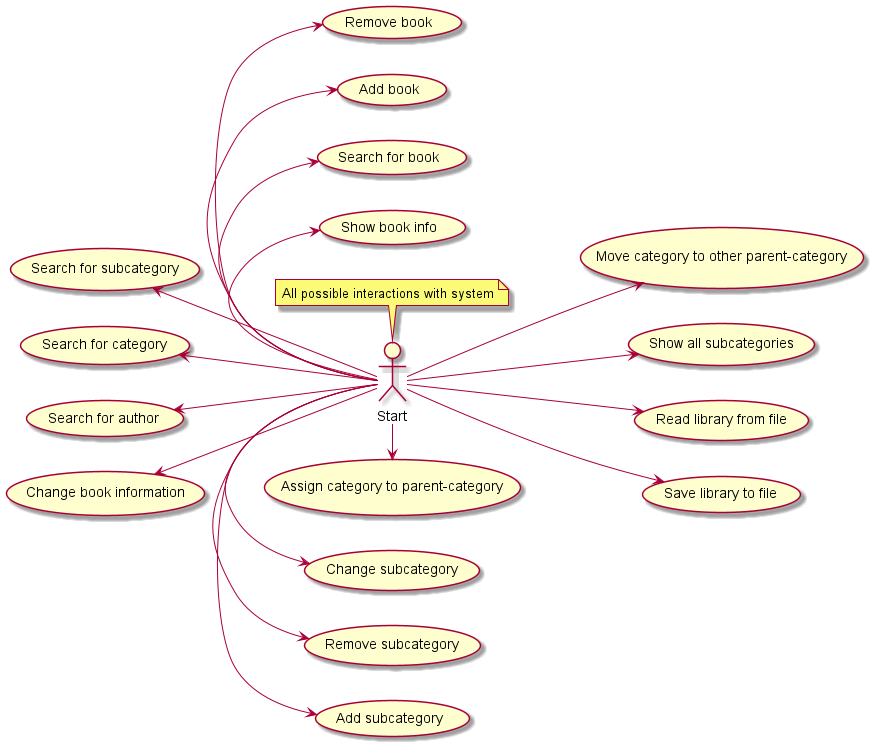 Remove book
Add book
Search for book
Show book info
Move category to other parent-category
Search for subcategory
All possible interactions with system
Search for category
Show all subcategories
Search for author
Start
Read library from file
Change book information
Assign category to parent-category
Save library to file
Change subcategory
Remove subcategory
Add subcategory